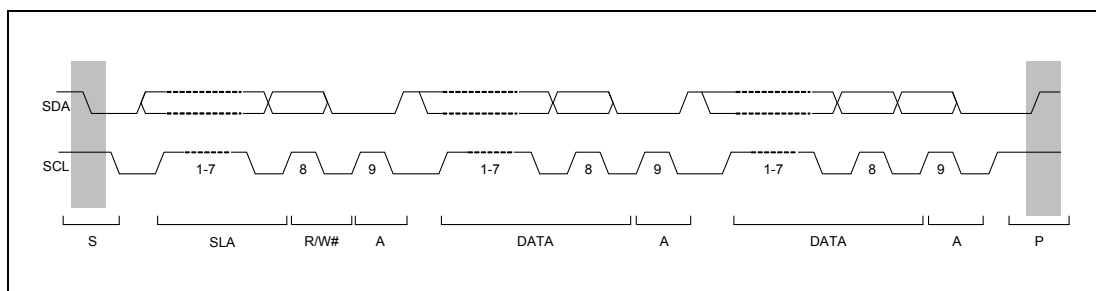 SDA
SCL
1-7 8 9 1-7 8 9 1-7 8 9
S SLA R/W# A DATA A DATA A P